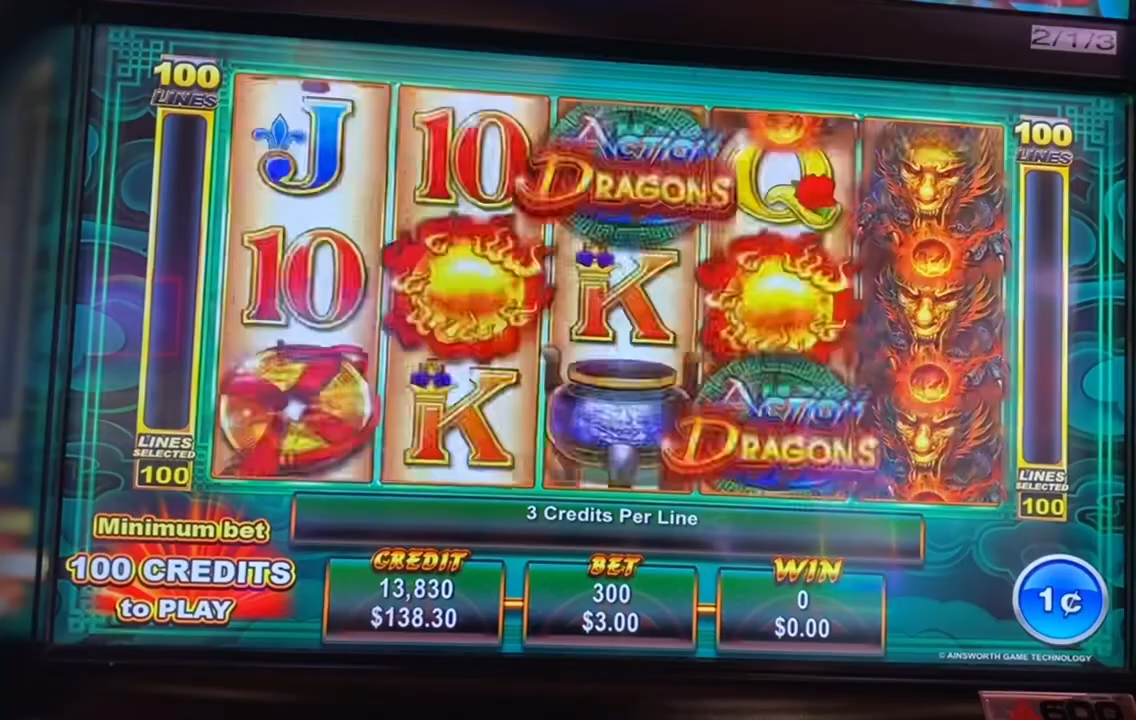 2/1/3
100
LINES
100
LINES
J
10
ACTION
DRAGONS
Q
10
K
K
ACTION
DRAGONS
LINES
SELECTED
100
LINES
SELECTED
100
3 Credits Per Line
Minimum bet
100 CREDITS
to PLAY
CREDIT
13,830
$138.30
BET
300
$3.00
WIN
0
$0.00
1¢
© AINSWORTH GAME TECHNOLOGY